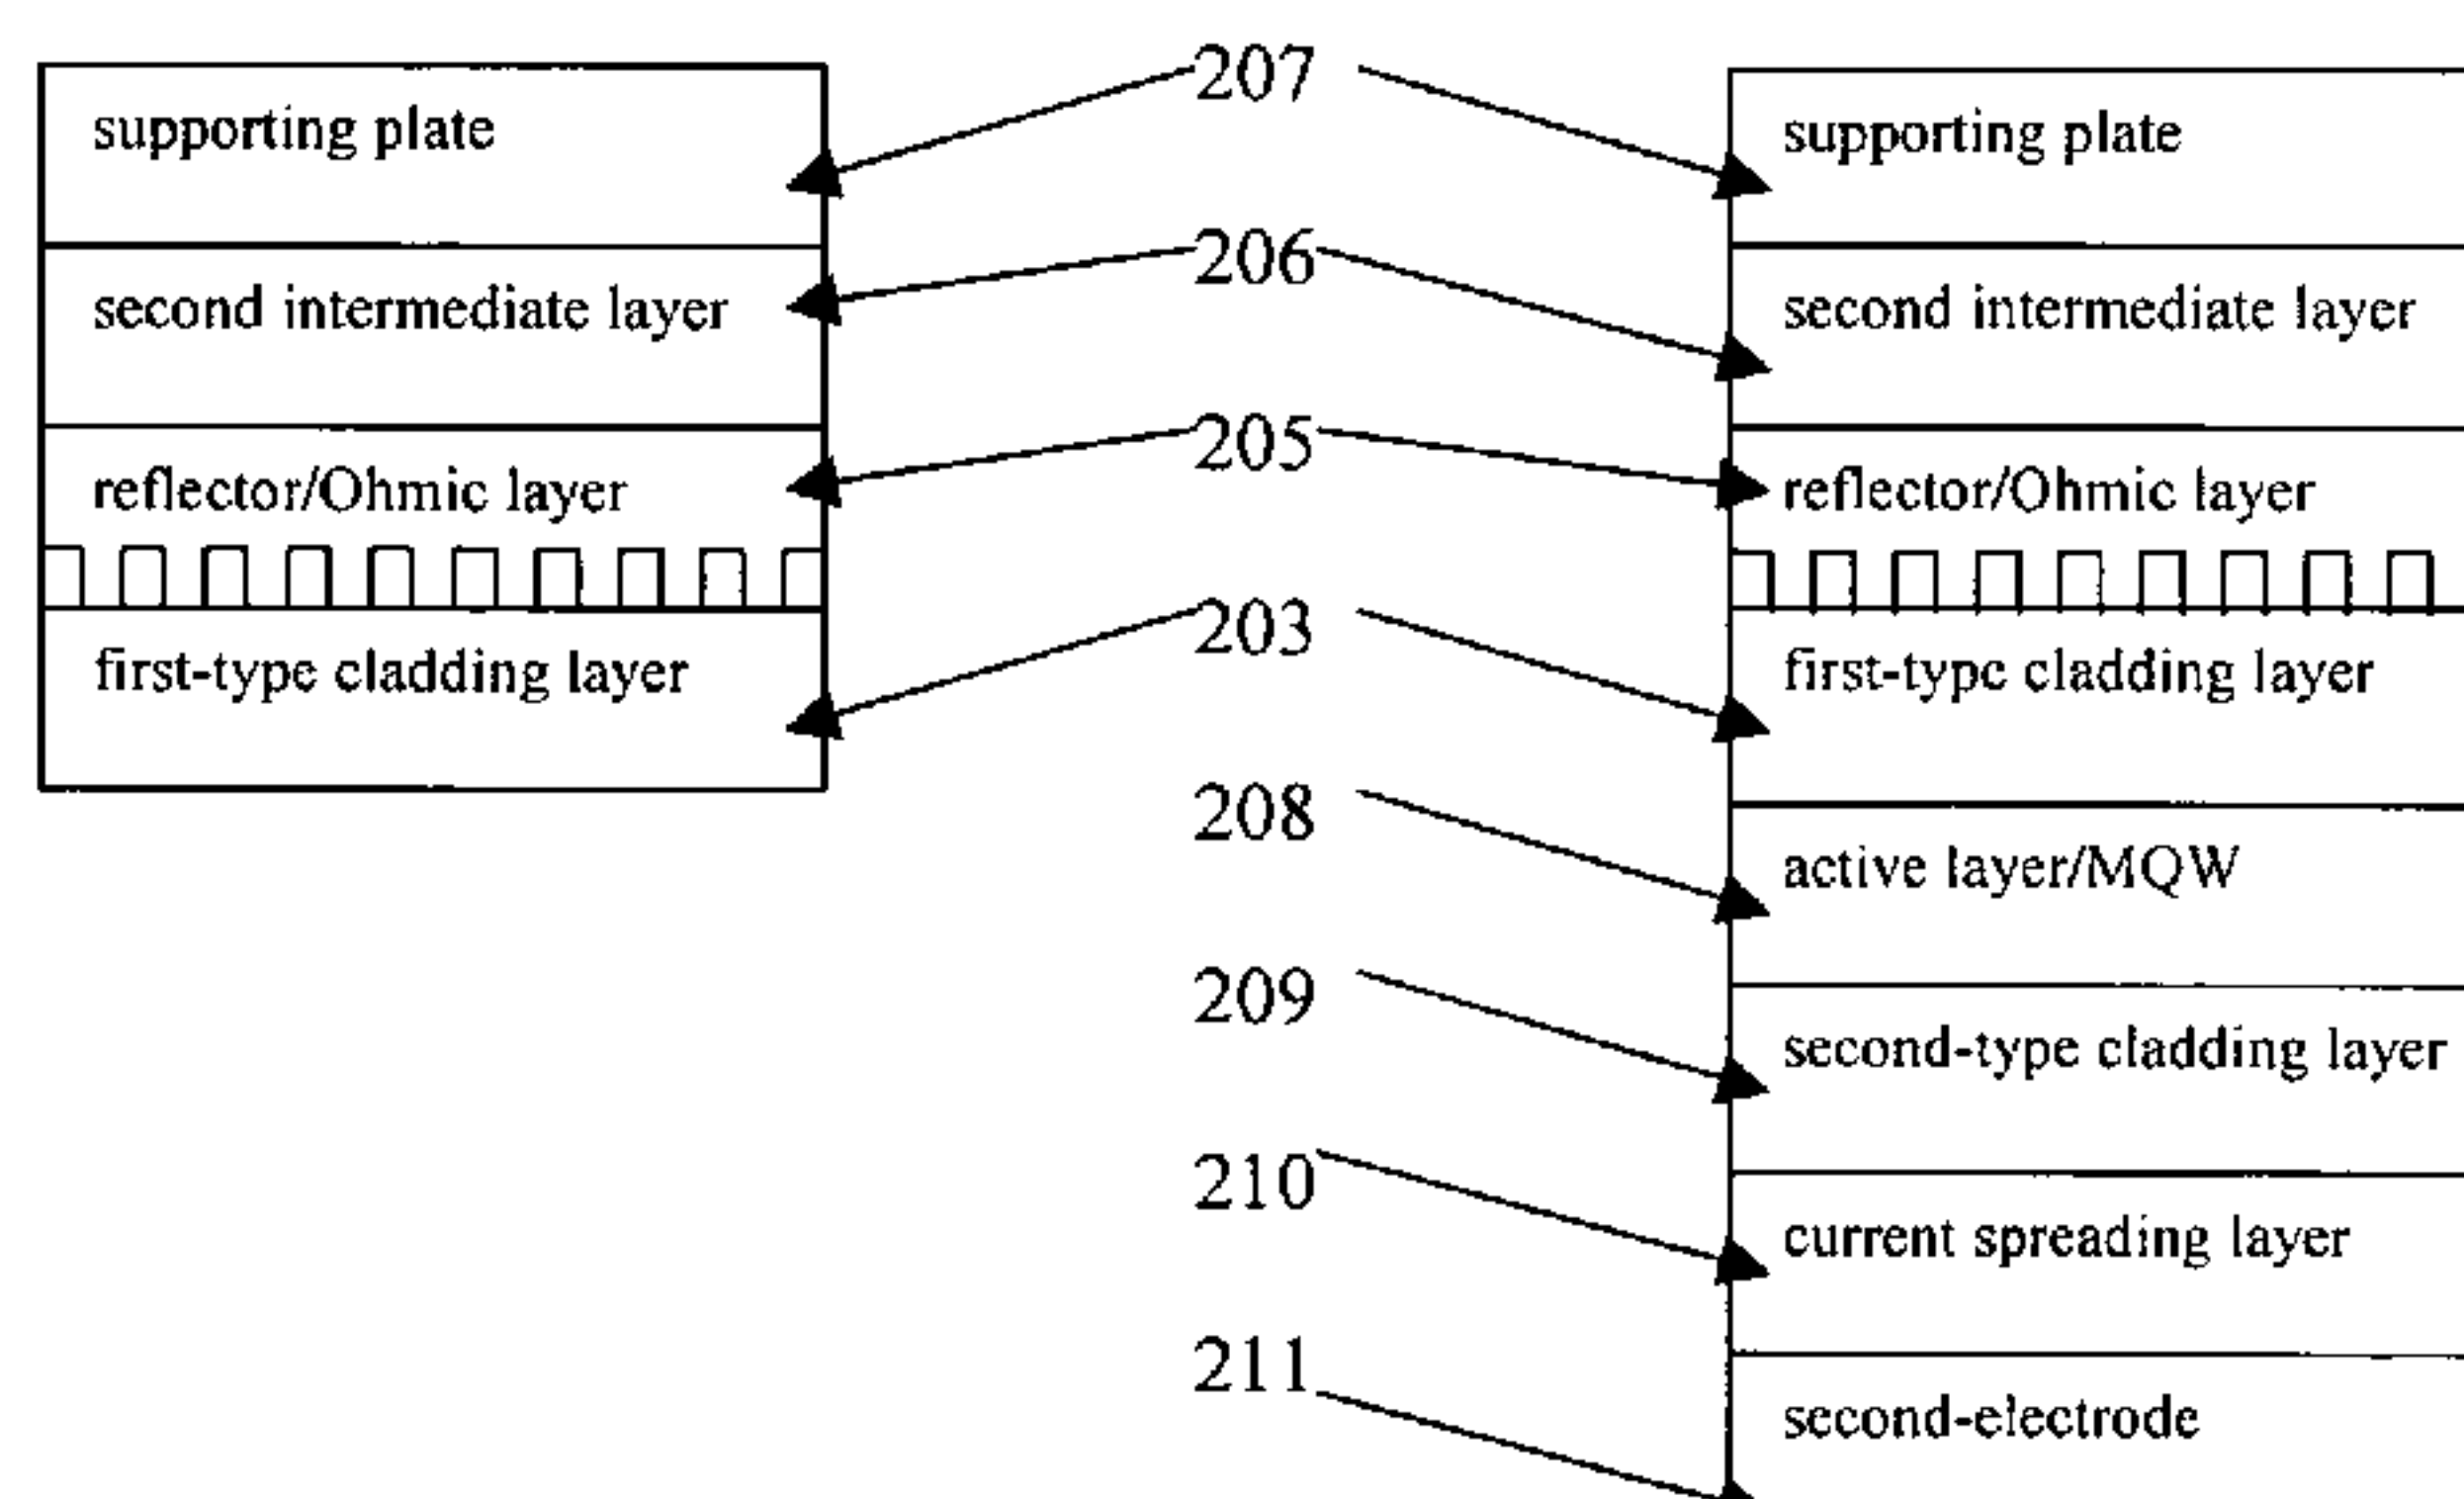 supporting plate
second intermediate layer
reflector/Ohmic layer
first-type cladding layer
207
206
205
203
208
209
210
211
supporting plate
second intermediate layer
reflector/Ohmic layer
first-type cladding layer
active layer/MQW
second-type cladding layer
current spreading layer
second-electrode